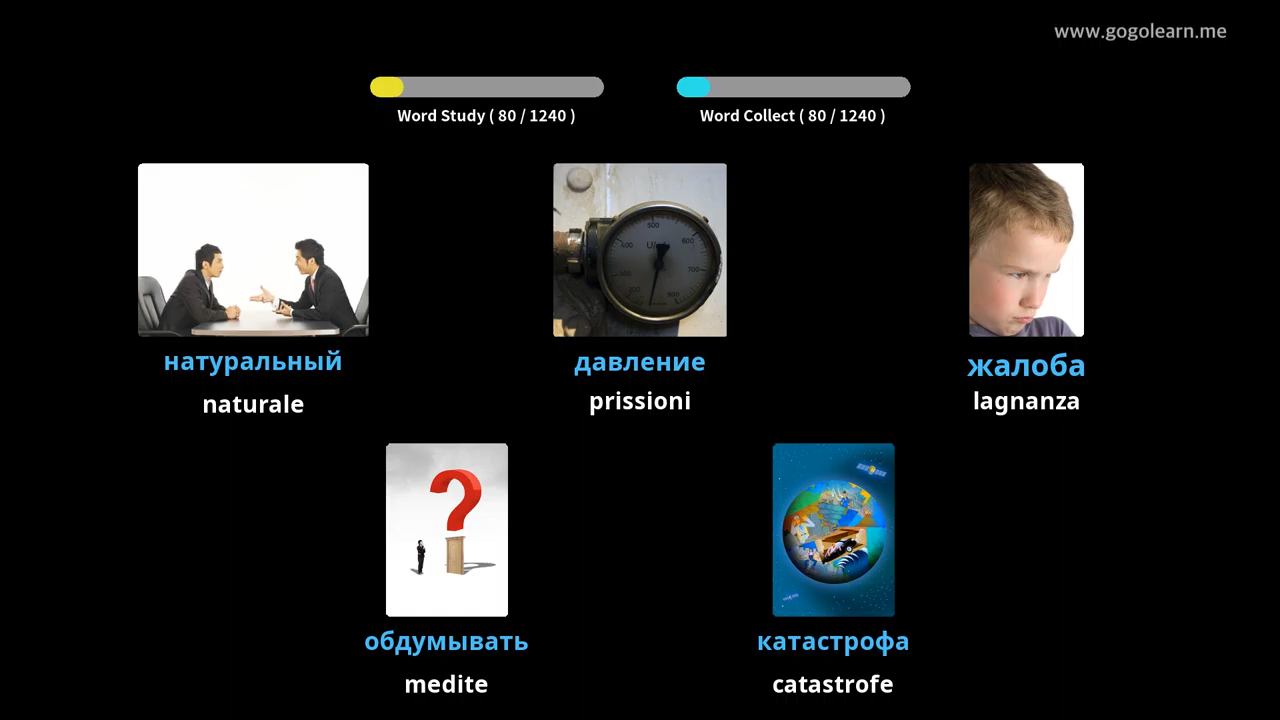 www.gogolearn.me
Word Study ( 80 / 1240 )
Word Collect ( 80 / 1240 )
натуральный
naturale
давление
prissioni
жалоба
lagnanza
обдумывать
medite
катастрофа
catastrofe